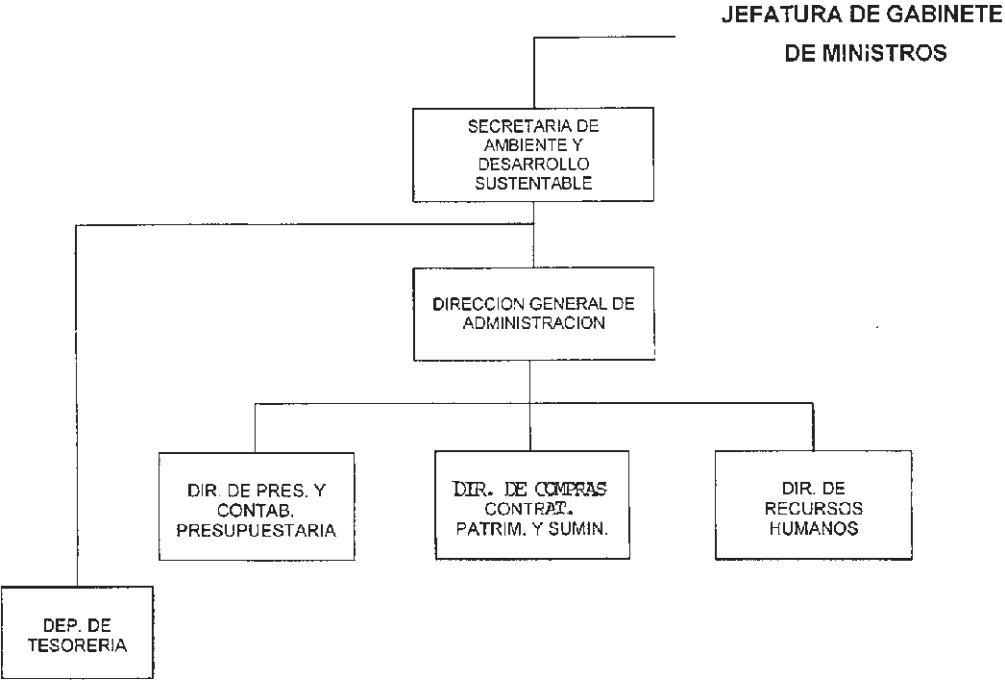 JEFATURA DE GABINETE
DE MINiSTROS
SECRETARIA DE
AMBIENTE Y
DESARROLLO
SUSTENTABLE
DIRECCION GENERAL DE
ADMINISTRACION
DIR. DE PRES. Y
CONTAB.
PRESUPUESTARIA
DIR. DE COMPRAS
CONTRAT.
PATRIM. Y SUMIN.
DIR. DE
RECURSOS
HUMANOS
DEP. DE
TESORERIA